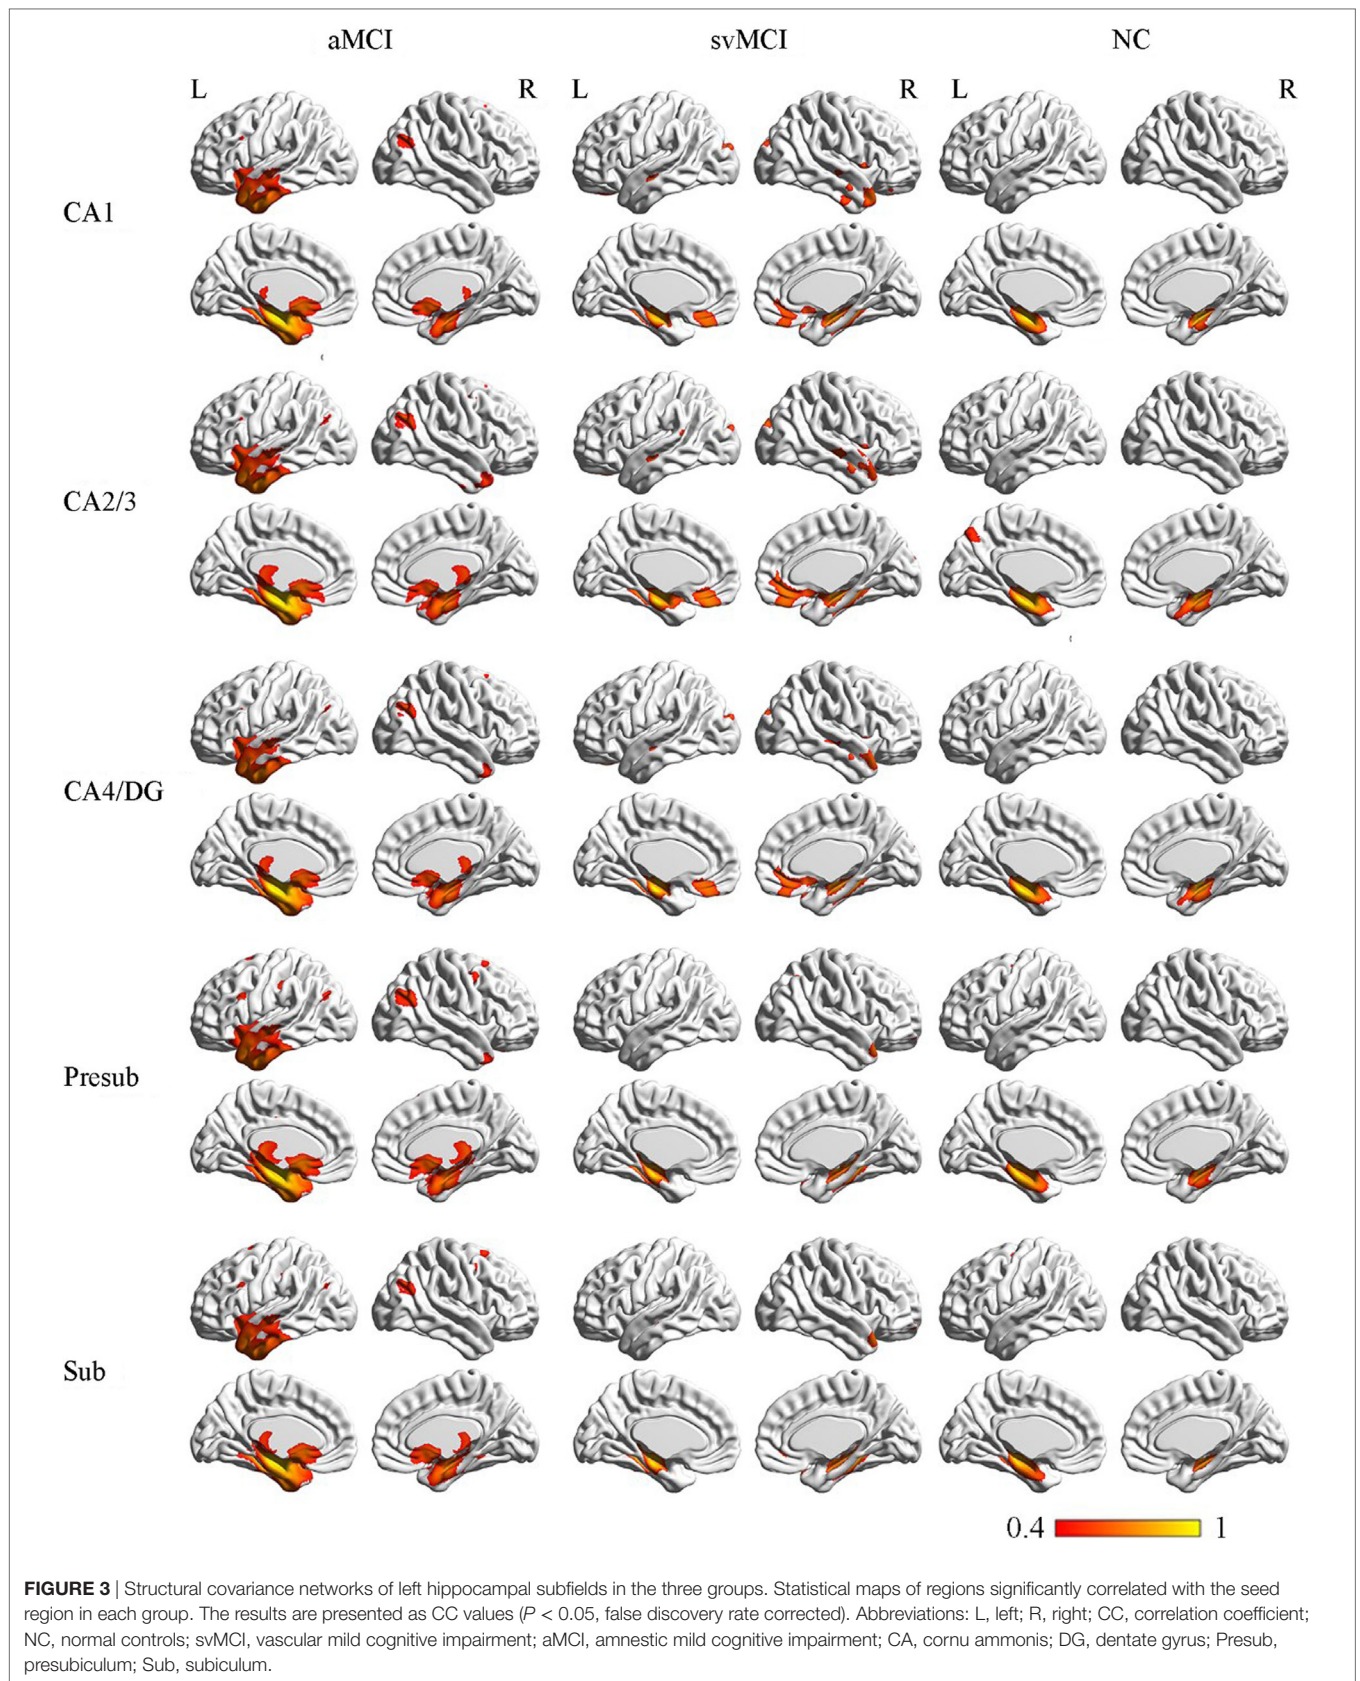 aMCI svMCI NC
L R L R L R
CA1
CA2/3
CA4/DG
Presub
Sub
0.4 1
FIGURE 3 | Structural covariance networks of left hippocampal subfields in the three groups. Statistical maps of regions significantly correlated with the seed
region in each group. The results are presented as CC values (P < 0.05, false discovery rate corrected). Abbreviations: L, left; R, right; CC, correlation coefficient;
NC, normal controls; svMCI, vascular mild cognitive impairment; aMCI, amnestic mild cognitive impairment; CA, cornu ammonis; DG, dentate gyrus; Presub,
presubiculum; Sub, subiculum.